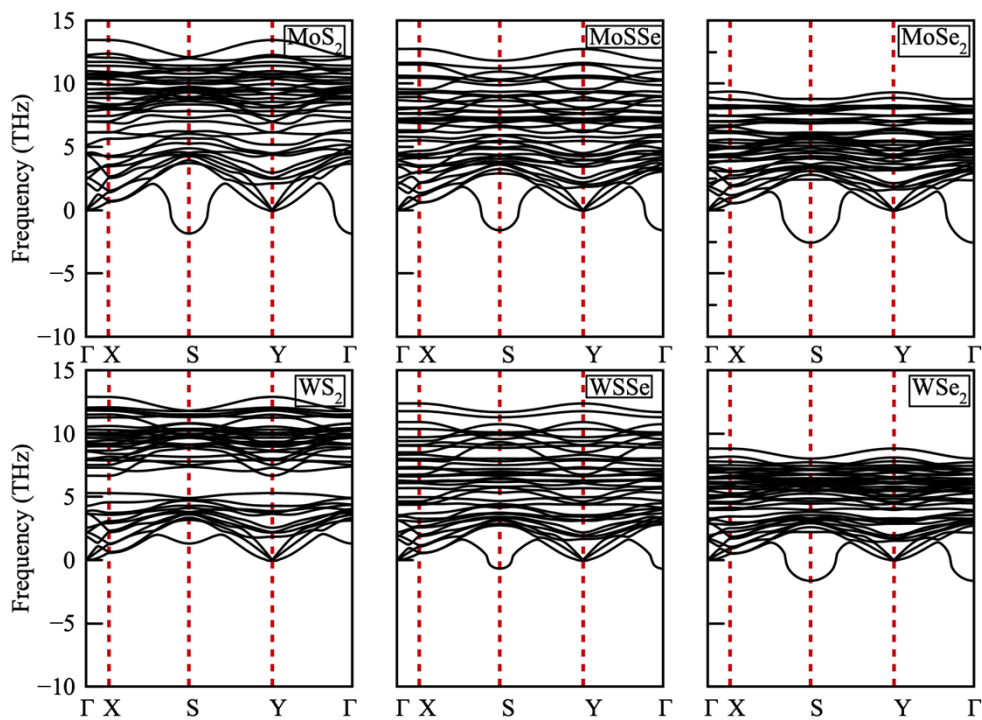 MoS2
MoSSe
MoSe2
Frequency (THz)
15
10
5
0
−5
−10
Γ X S Y Γ
X S Y Γ
X S Y Γ
WS2
WSSe
WSe2
Frequency (THz)
15
10
5
0
−5
−10
Γ X S Y Γ
Γ X S Y Γ
Γ X S Y Γ